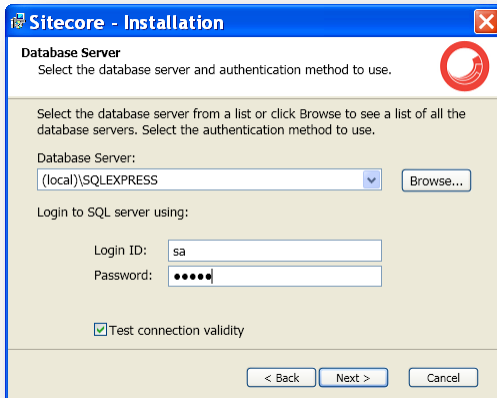 Sitecore - Installation
Database Server
Select the database server and authentication method to use.
Select the database server from a list or click Browse to see a list of all the
database servers. Select the authentication method to use.
Database Server:
(local)\SQLEXPRESS
Browse...
Login to SQL server using:
Login ID: sa
Password: •••••
Test connection validity
< Back Next > Cancel